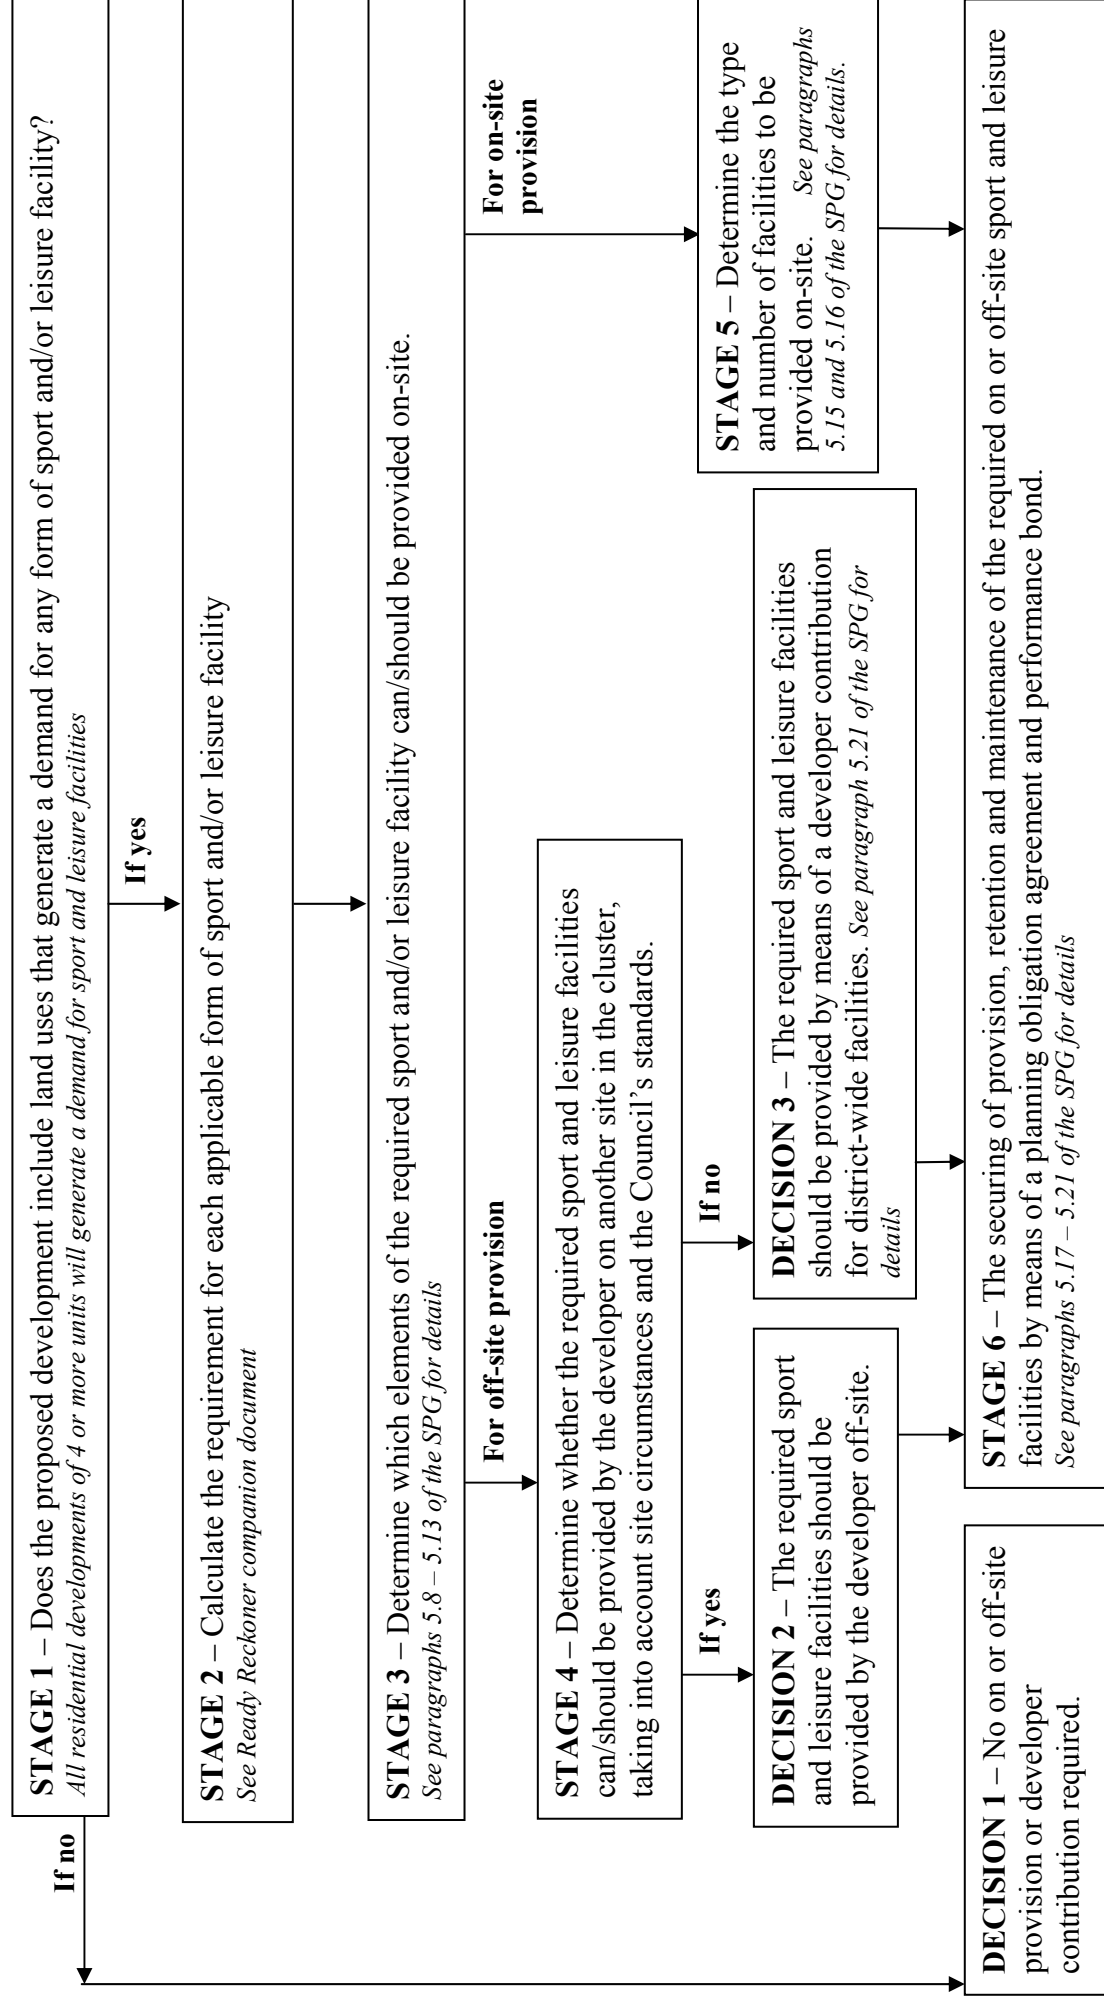 STAGE 1 – Does the proposed development include land uses that generate a demand for any form of sport and/or leisure facility?
All residential developments of 4 or more units will generate a demand for sport and leisure facilities
If no
If yes
STAGE 2 – Calculate the requirement for each applicable form of sport and/or leisure facility
See Ready Reckoner companion document
STAGE 3 – Determine which elements of the required sport and/or leisure facility can/should be provided on-site.
See paragraphs 5.8 – 5.13 of the SPG for details
For off-site provision
For on-site
provision
STAGE 4 – Determine whether the required sport and leisure facilities
can/should be provided by the developer on another site in the cluster,
taking into account site circumstances and the Council's standards.
If yes
If no
STAGE 5 – Determine the type
and number of facilities to be
provided on-site. See paragraphs
5.15 and 5.16 of the SPG for details.
DECISION 2 – The required sport
and leisure facilities should be
provided by the developer off-site.
DECISION 3 – The required sport and leisure facilities
should be provided by means of a developer contribution
for district-wide facilities. See paragraph 5.21 of the SPG for
details
DECISION 1 – No on or off-site
provision or developer
contribution required.
STAGE 6 – The securing of provision, retention and maintenance of the required on or off-site sport and leisure
facilities by means of a planning obligation agreement and performance bond.
See paragraphs 5.17 – 5.21 of the SPG for details